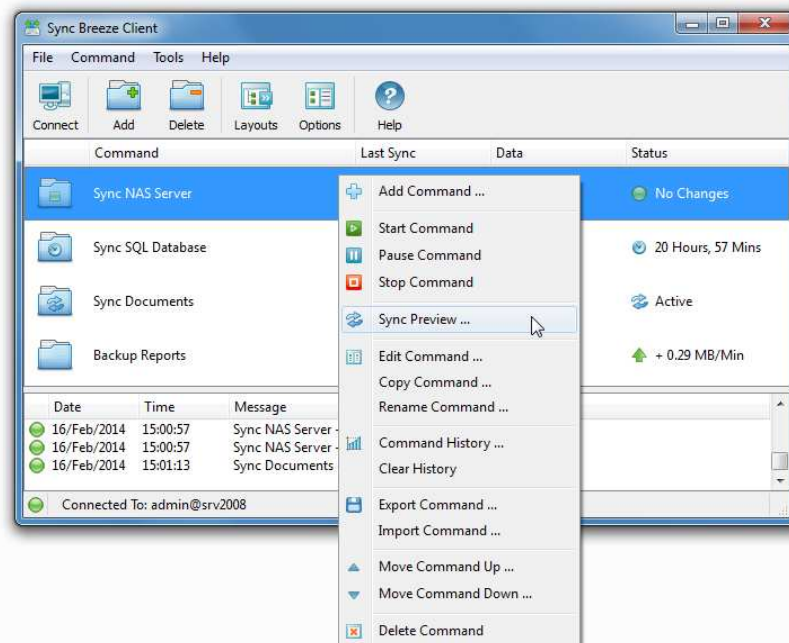 Sync Breeze Client
File Command Tools Help
Connect Add Delete Layouts Options Help
Command Last Sync Data Status
Sync NAS Server No Changes
Sync SQL Database 20 Hours, 57 Mins
Sync Documents Active
Backup Reports + 0.29 MB/Min
Add Command ...
Start Command
Pause Command
Stop Command
Sync Preview ...
Edit Command ...
Copy Command ...
Rename Command ...
Command History ...
Clear History
Export Command ...
Import Command ...
Move Command Up ...
Move Command Down ...
Delete Command
Date Time Message
16/Feb/2014 15:00:57 Sync NAS Server -
16/Feb/2014 15:00:57 Sync NAS Server -
16/Feb/2014 15:01:13 Sync Documents
Connected To: admin@srv2008